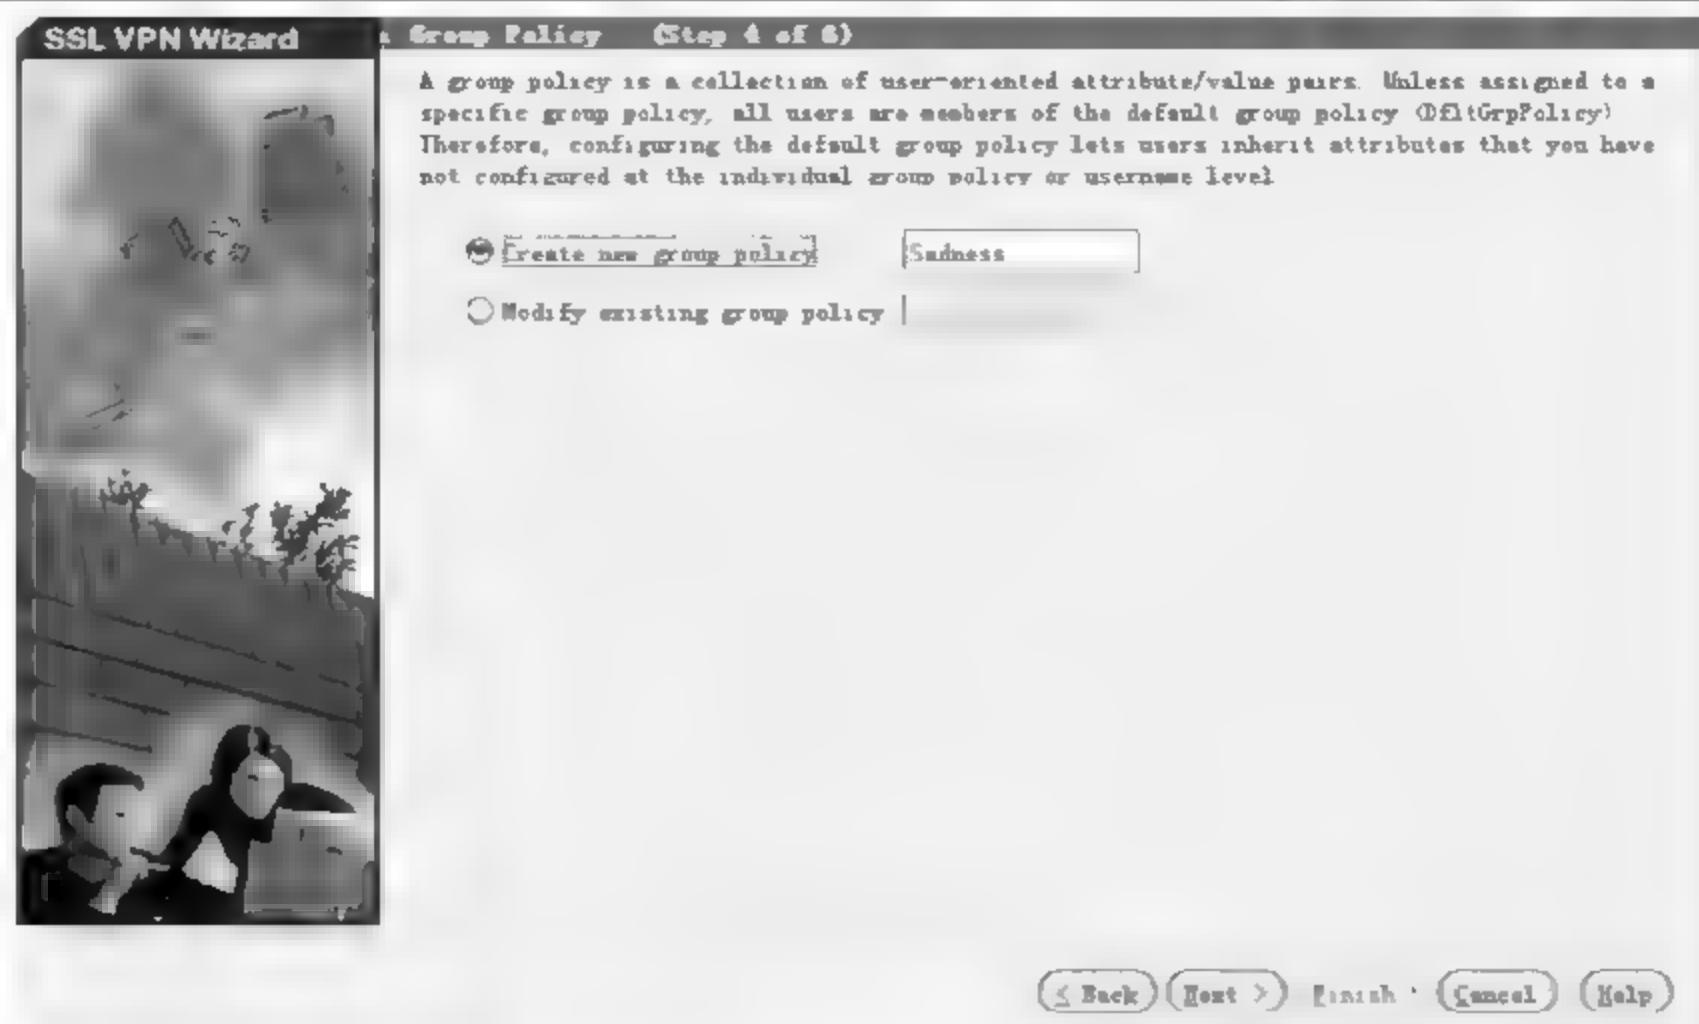 SSL VPN Wizard
Group Policy (Step 4 of 6)
A group policy is a collection of user-oriented attribute/value pairs. Unless assigned to a
specific group policy, all users are members of the default group policy (DfltGrpPolicy)
Therefore, configuring the default group policy lets users inherit attributes that you have
not configured at the individual group policy or username level
Create new group policy Sadness
Modify existing group policy
< Back Next > Finish Cancel Help